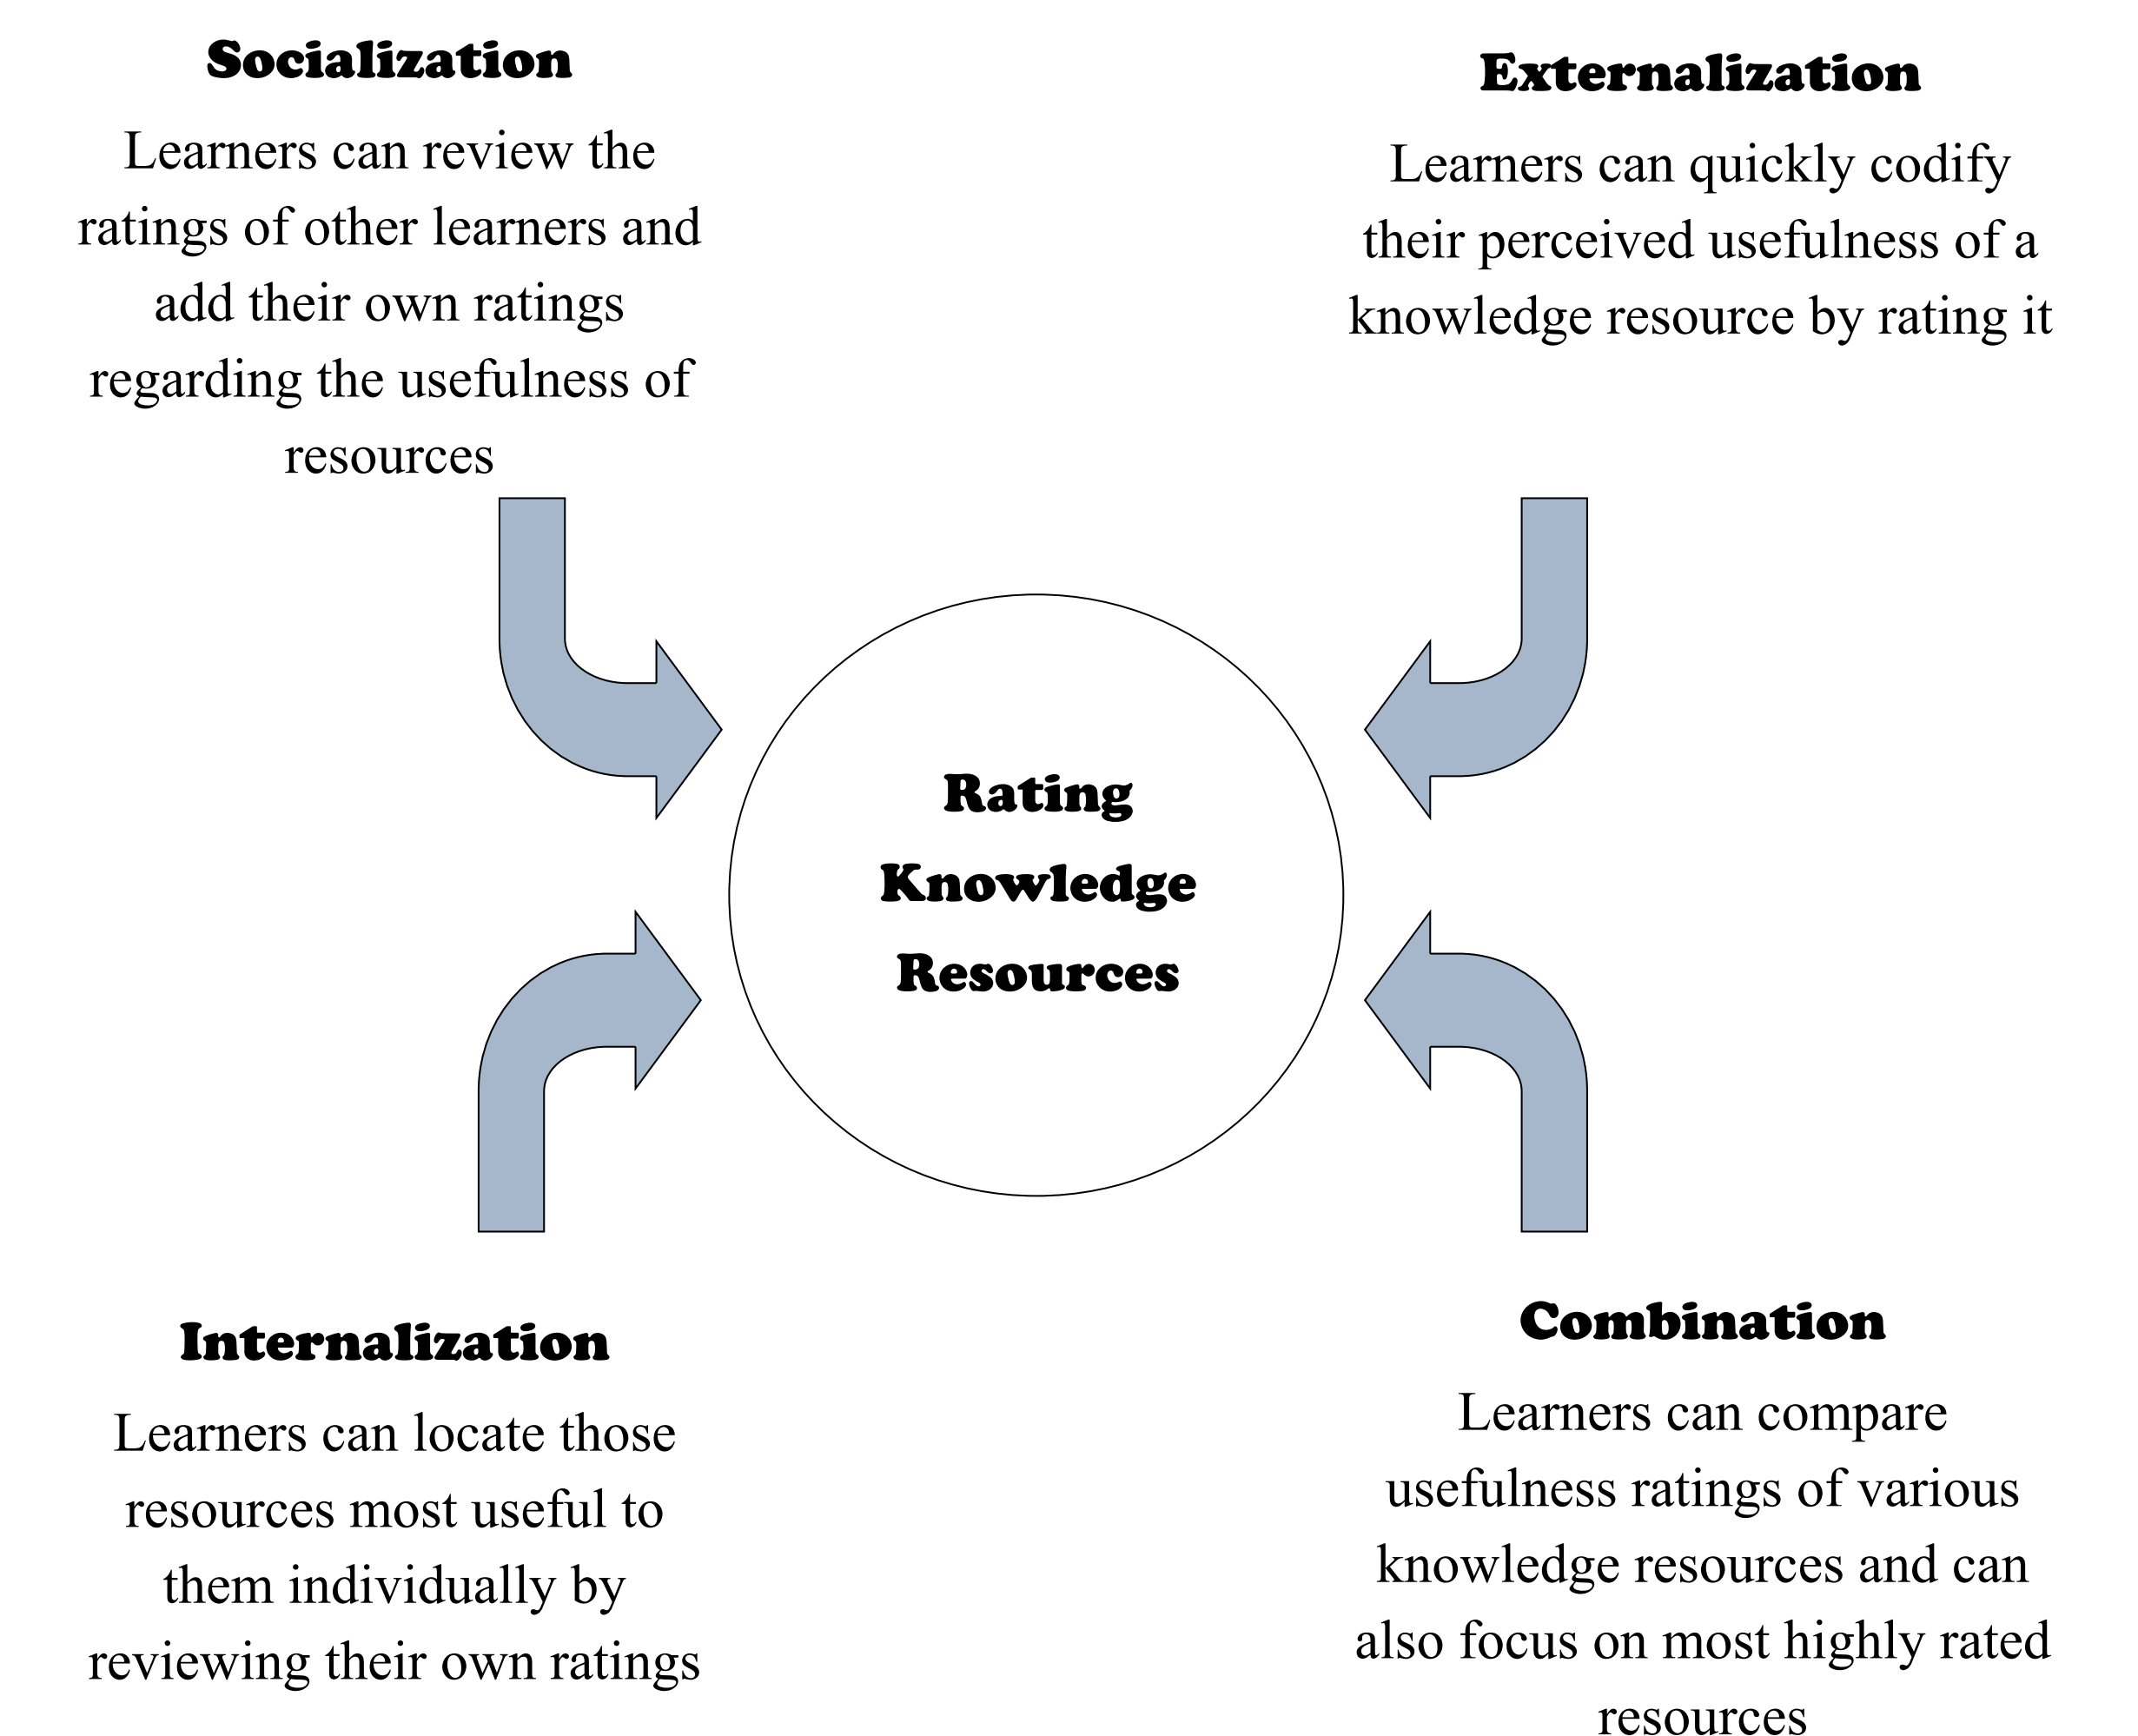 Socialization
Learners can review the
ratings of other learners and
add their own ratings
regarding the usefulness of
resources
Externalization
Learners can quickly codify
their perceived usefulness of a
knowledge resource by rating it
Rating
Knowledge
Resources
Internalization
Learners can locate those
resources most useful to
them individually by
reviewing their own ratings
Combination
Learners can compare
usefulness ratings of various
knowledge resources and can
also focus on most highly rated
resources